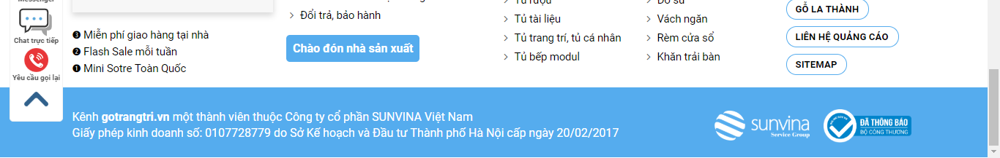 Messenger
Chat trực tiếp
Yêu cầu gọi lại
❸ Miễn phí giao hàng tại nhà
❷ Flash Sale mỗi tuần
❶ Mini Sotre Toàn Quốc
Đổi trả, bảo hành
Chào đón nhà sản xuất
Tủ rượu
Tủ tài liệu
Tủ trang trí, tủ cá nhân
Tủ bếp modul
Vách ngăn
Rèm cửa sổ
Khăn trải bàn
GỖ LA THÀNH
LIÊN HỆ QUẢNG CÁO
SITEMAP
Kênh gotrangtri.vn một thành viên thuộc Công ty cổ phần SUNVINA Việt Nam
Giấy phép kinh doanh số: 0107728779 do Sở Kế hoạch và Đầu tư Thành phố Hà Nội cấp ngày 20/02/2017
sunvina
Service Group
ĐÃ THÔNG BÁO
BỘ CÔNG THƯƠNG